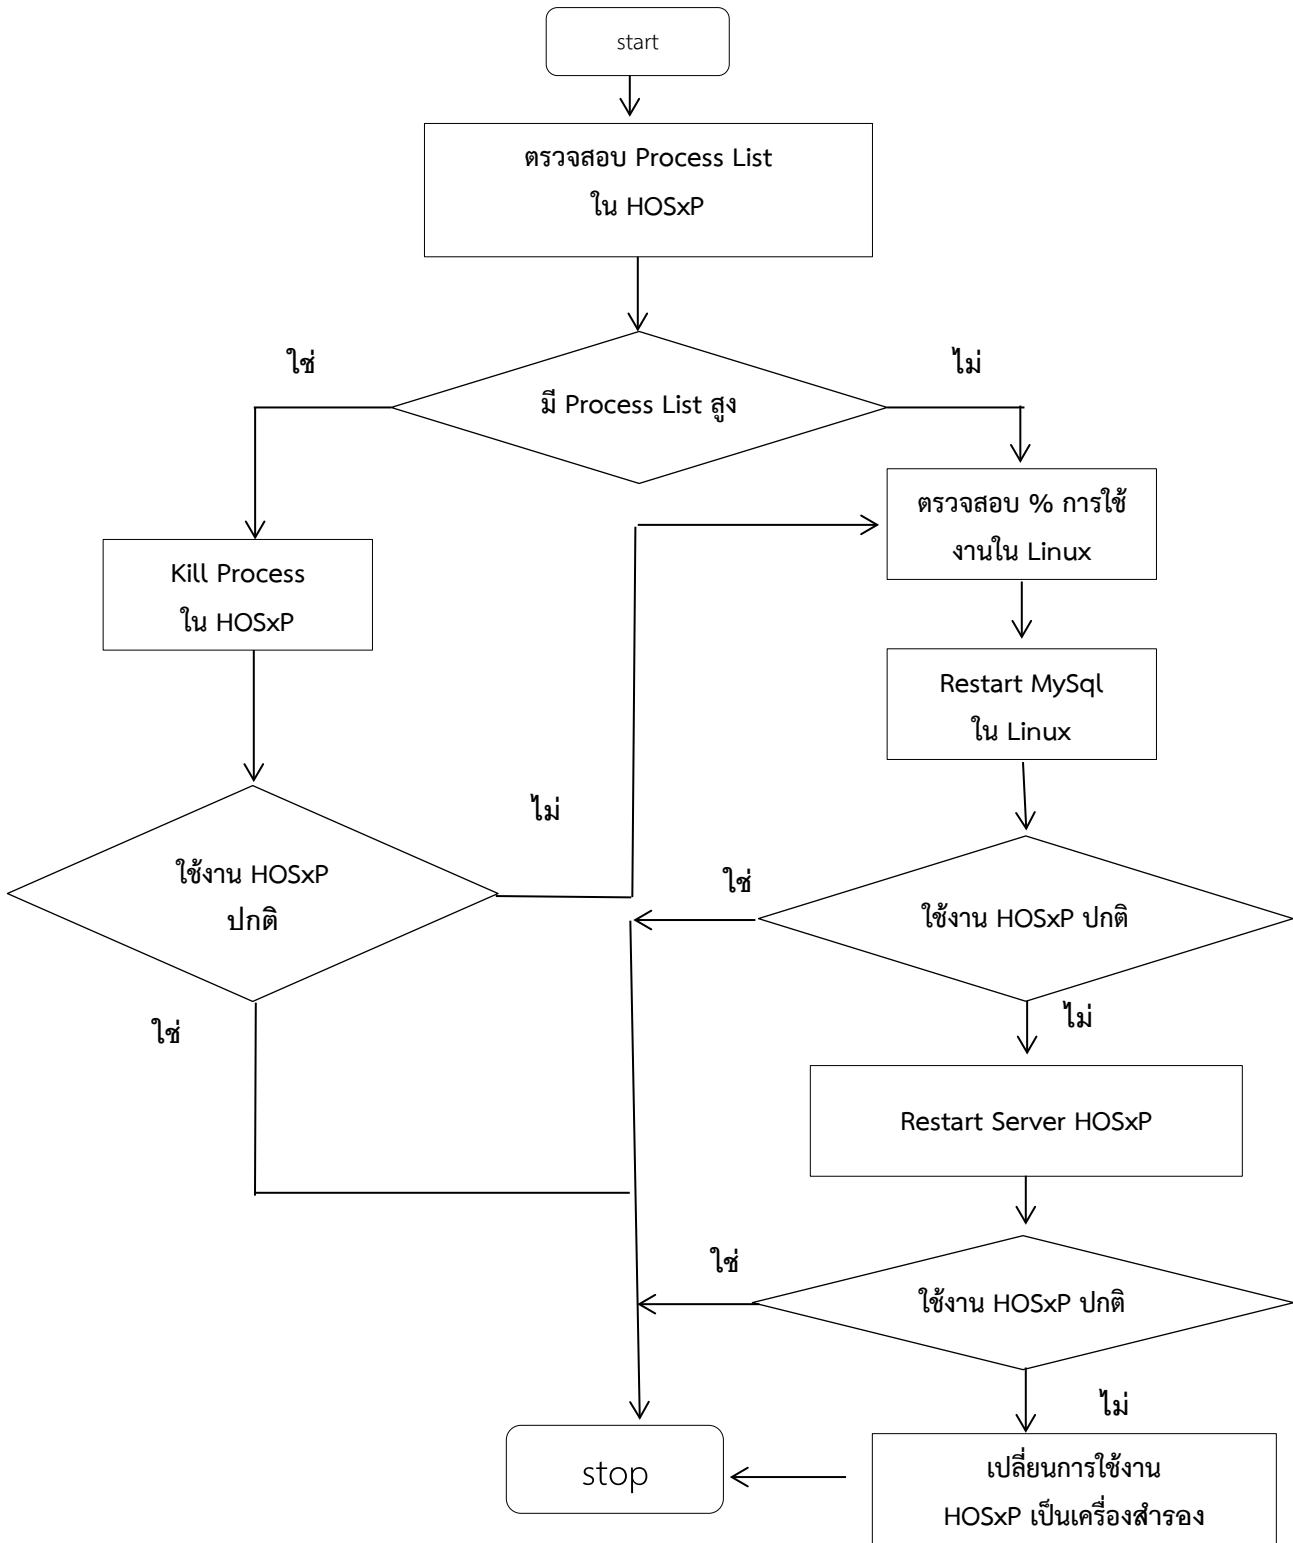 start
ตรวจสอบ Process List
ใน HOSxP
ใช่
ไม่
มี Process List สูง
ตรวจสอบ % การใช้
งานใน Linux
Kill Process
ใน HOSxP
Restart MySql
ใน Linux
ไม่
ใช้งาน HOSxP
ปกติ
ใช่
ใช้งาน HOSxP ปกติ
ใช่
ไม่
Restart Server HOSxP
ใช่
ใช้งาน HOSxP ปกติ
ไม่
stop
เปลี่ยนการใช้งาน
HOSxP เป็นเครื่องสำรอง